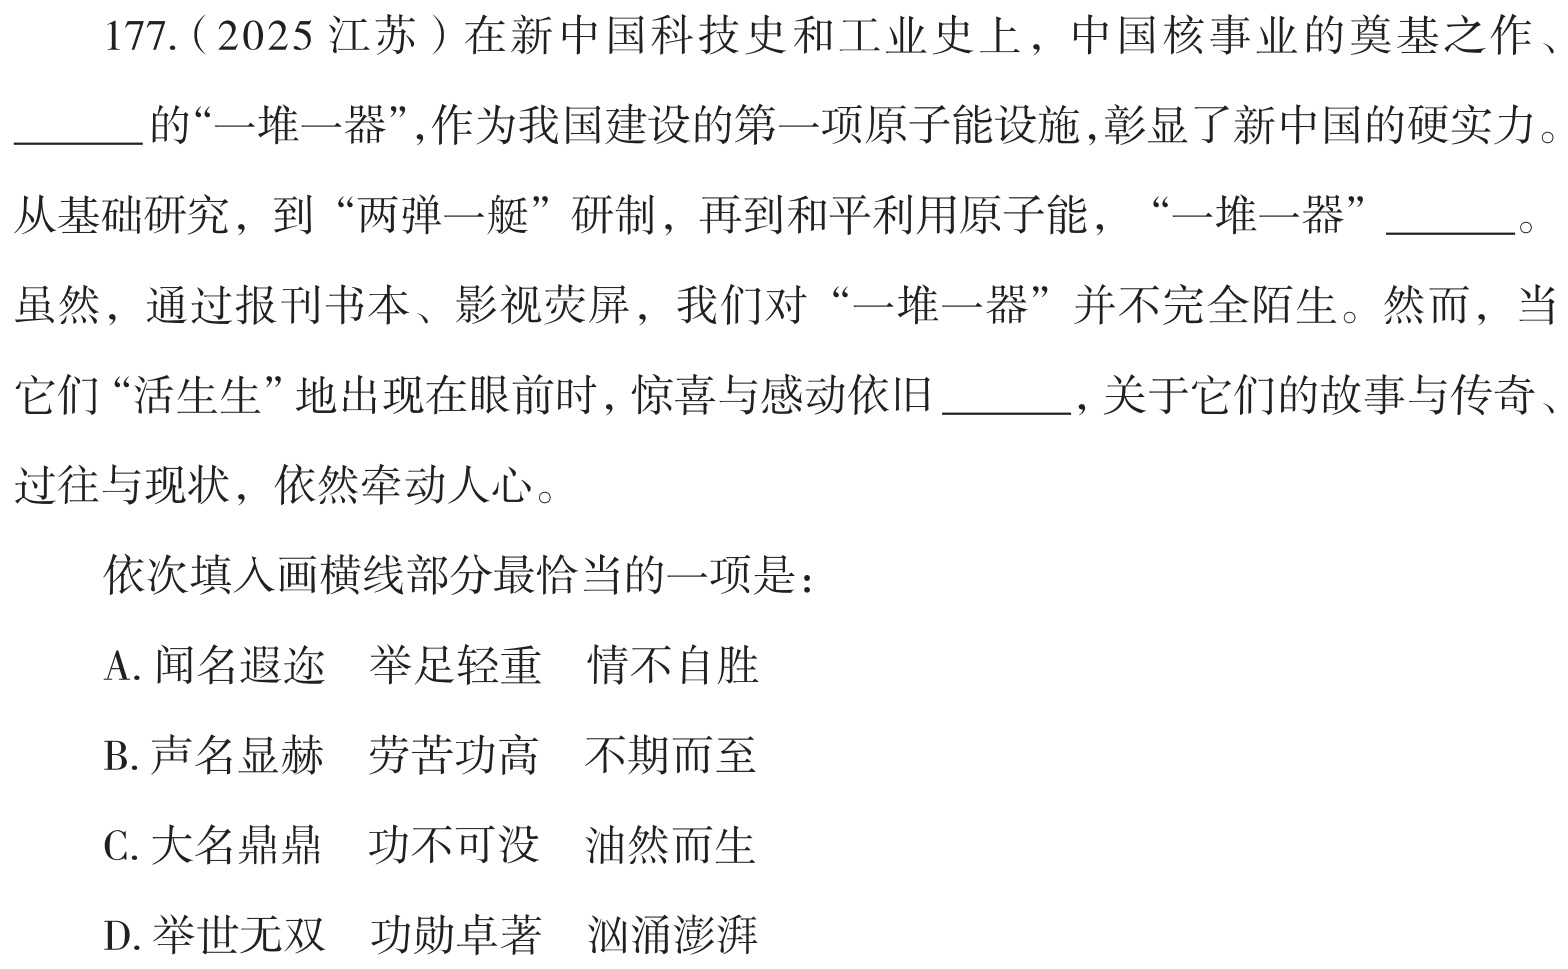 177.（2025 江苏）在新中国科技史和工业史上，中国核事业的奠基之作、
______的“一堆一器”,作为我国建设的第一项原子能设施,彰显了新中国的硬实力。
从基础研究，到“两弹一艇”研制，再到和平利用原子能，“一堆一器”______。
虽然，通过报刊书本、影视荧屏，我们对“一堆一器”并不完全陌生。然而，当
它们“活生生”地出现在眼前时, 惊喜与感动依旧______, 关于它们的故事与传奇、
过往与现状，依然牵动人心。
依次填入画横线部分最恰当的一项是：
A. 闻名遐迩　举足轻重　情不自胜
B. 声名显赫　劳苦功高　不期而至
C. 大名鼎鼎　功不可没　油然而生
D. 举世无双　功勋卓著　汹涌澎湃